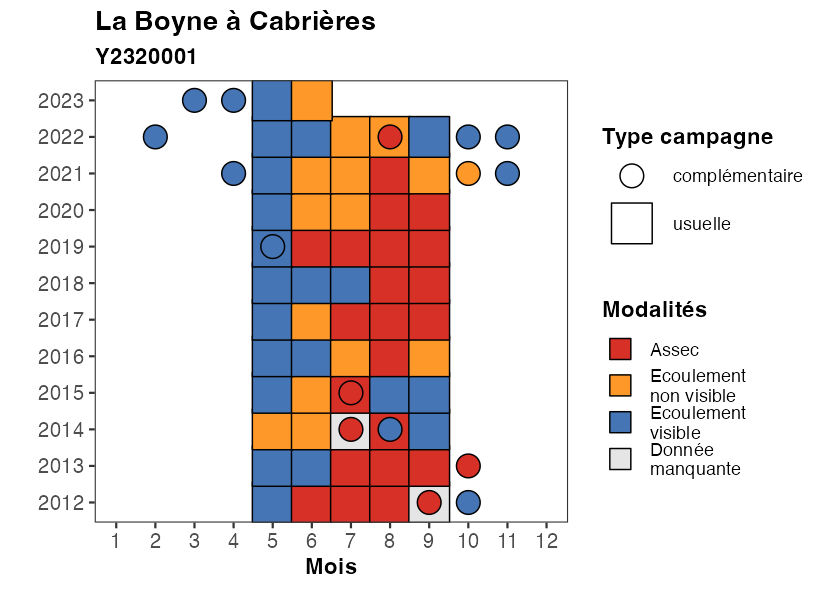 La Boyne à Cabrières
Y2320001
2023
2022
2021
2020
2019
2018
2017
2016
2015
2014
2013
2012
1 2 3 4 5 6 7 8 9 10 11 12
Mois
Type campagne
complémentaire
usuelle
Modalités
Assec
Ecoulement
non visible
Ecoulement
visible
Donnée
manquante